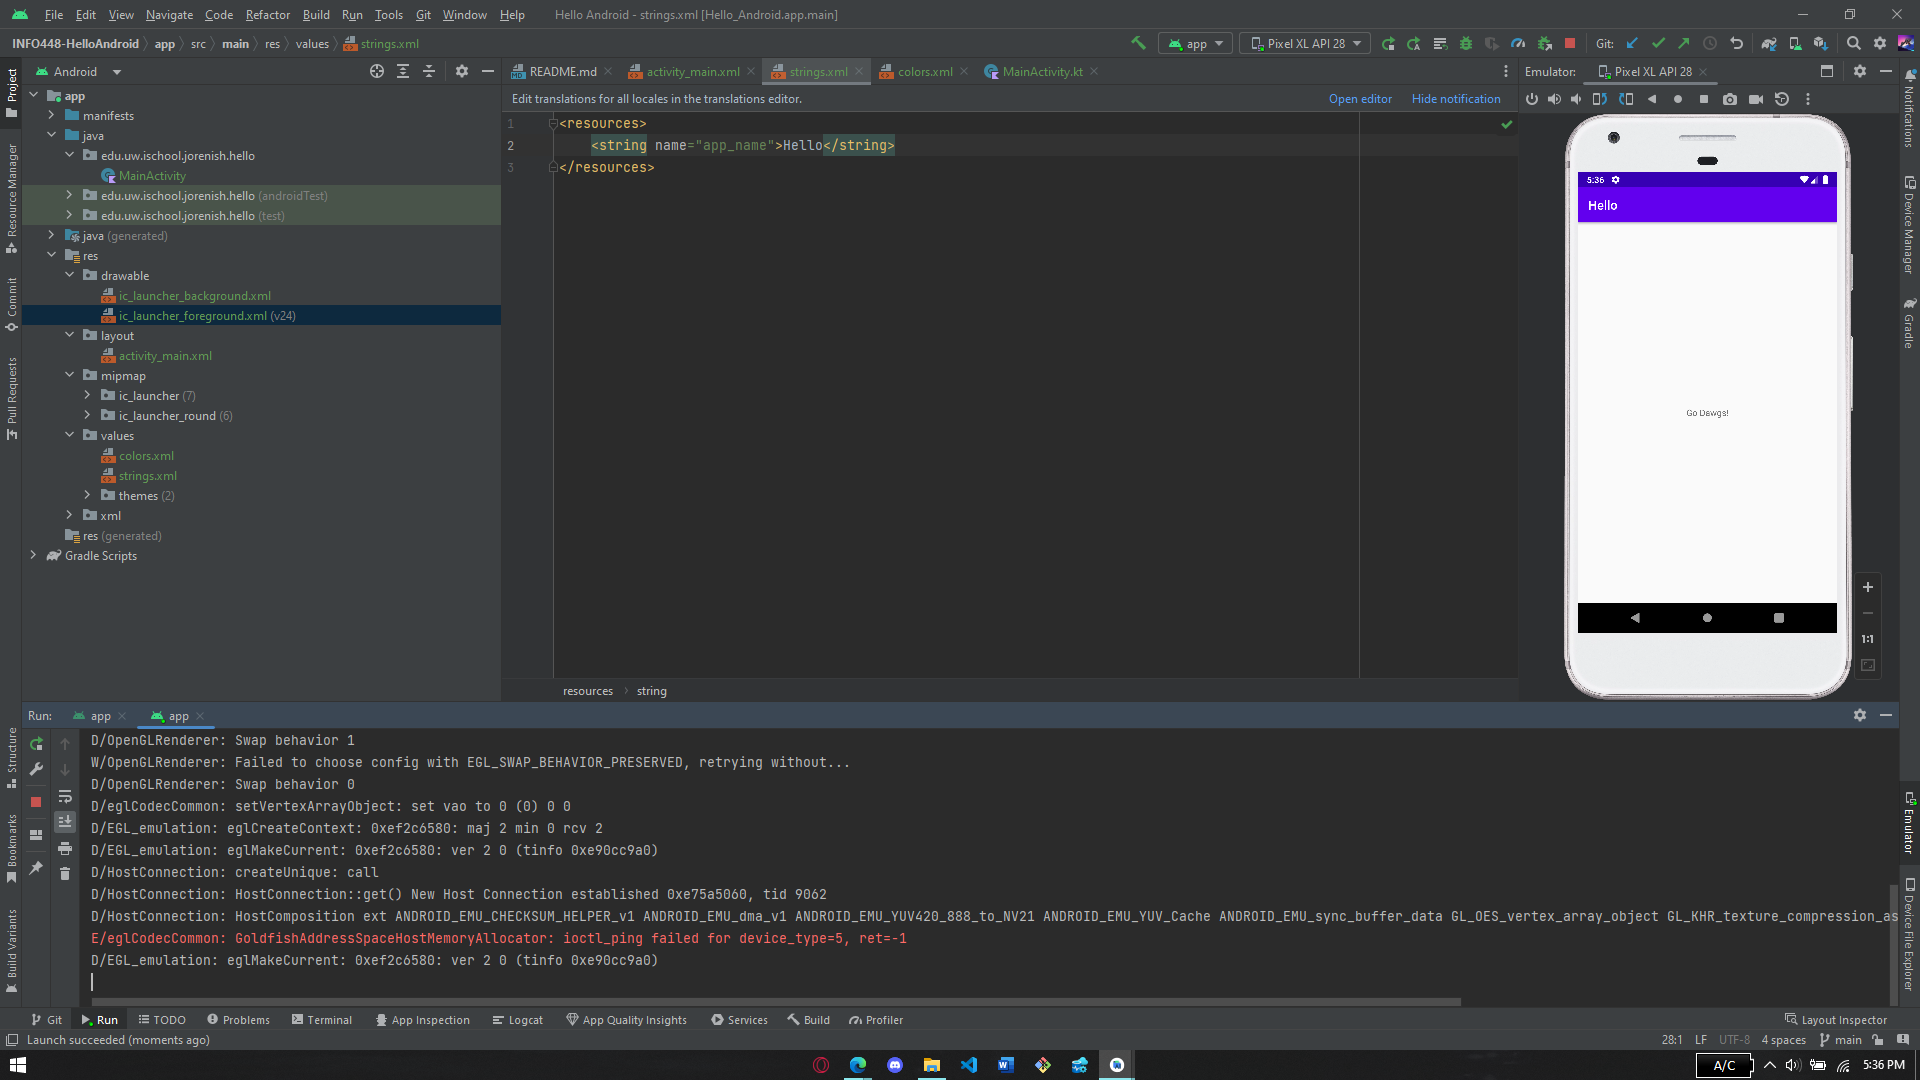 File Edit View Navigate Code Refactor Build Run Tools Git Window Help Hello Android - strings.xml [Hello_Android.app.main]
INFO448-HelloAndroid app src main res values strings.xml app Pixel XL API 28 Git:
Android README.md activity_main.xml strings.xml colors.xml MainActivity.kt Emulator: Pixel XL API 28
Edit translations for all locales in the translations editor. Open editor Hide notification
Project
Resource Manager
Commit
Pull Requests
Structure
Bookmarks
Build Variants
app
manifests
java
edu.uw.ischool.jorenish.hello
MainActivity
edu.uw.ischool.jorenish.hello (androidTest)
edu.uw.ischool.jorenish.hello (test)
java (generated)
res
drawable
ic_launcher_background.xml
ic_launcher_foreground.xml (v24)
layout
activity_main.xml
mipmap
ic_launcher (7)
ic_launcher_round (6)
values
colors.xml
strings.xml
themes (2)
xml
res (generated)
Gradle Scripts
1 <resources>
2 <string name="app_name">Hello</string>
3 </resources>
resources string
5:36
Hello
Go Dawgs!
1:1
Notifications
Device Manager
Gradle
Emulator
Device File Explorer
Run: app app
D/OpenGLRenderer: Swap behavior 1
W/OpenGLRenderer: Failed to choose config with EGL_SWAP_BEHAVIOR_PRESERVED, retrying without...
D/OpenGLRenderer: Swap behavior 0
D/eglCodecCommon: setVertexArrayObject: set vao to 0 (0) 0 0
D/EGL_emulation: eglCreateContext: 0xef2c6580: maj 2 min 0 rcv 2
D/EGL_emulation: eglMakeCurrent: 0xef2c6580: ver 2 0 (tinfo 0xe90cc9a0)
D/HostConnection: createUnique: call
D/HostConnection: HostConnection::get() New Host Connection established 0xe75a5060, tid 9062
D/HostConnection: HostComposition ext ANDROID_EMU_CHECKSUM_HELPER_v1 ANDROID_EMU_dma_v1 ANDROID_EMU_YUV420_888_to_NV21 ANDROID_EMU_YUV_Cache ANDROID_EMU_sync_buffer_data GL_OES_vertex_array_object GL_KHR_texture_compression_as
E/eglCodecCommon: GoldfishAddressSpaceHostMemoryAllocator: ioctl_ping failed for device_type=5, ret=-1
D/EGL_emulation: eglMakeCurrent: 0xef2c6580: ver 2 0 (tinfo 0xe90cc9a0)
Git Run TODO Problems Terminal App Inspection Logcat App Quality Insights Services Build Profiler Layout Inspector
Launch succeeded (moments ago) 28:1 LF UTF-8 4 spaces main
A/C 5:36 PM